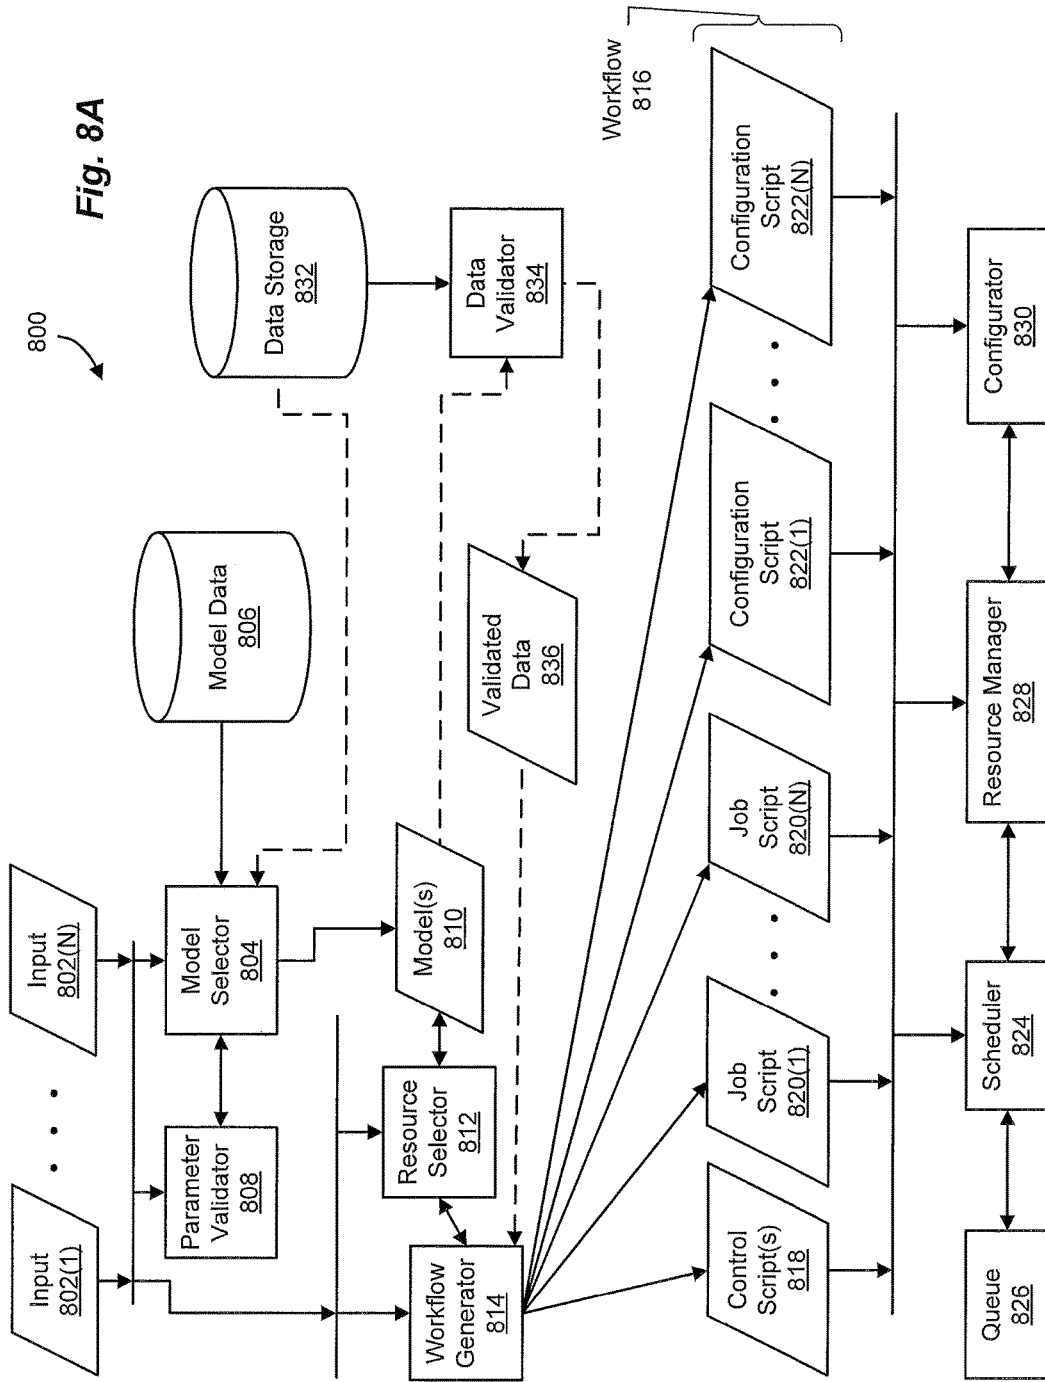 Fig. 8A
800
Input
802(1)
Input
802(N)
Parameter
Validator
808
Model
Selector
804
Model Data
806
Data Storage
832
Workflow
Generator
814
Resource
Selector
812
Model(s)
810
Validated
Data
836
Data
Validator
834
Workflow
816
Control
Script(s)
818
Job
Script
820(1)
Job
Script
820(N)
Configuration
Script
822(1)
Configuration
Script
822(N)
Queue
826
Scheduler
824
Resource Manager
828
Configurator
830